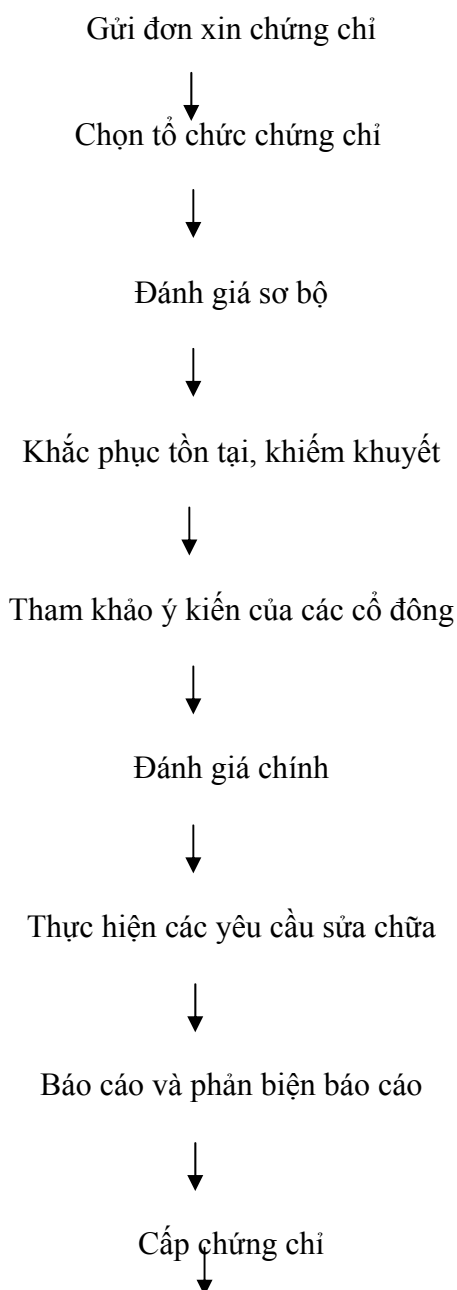 Gửi đơn xin chứng chỉ
Chọn tổ chức chứng chỉ
Đánh giá sơ bộ
Khắc phục tồn tại, khiếm khuyết
Tham khảo ý kiến của các cổ đông
Đánh giá chính
Thực hiện các yêu cầu sửa chữa
Báo cáo và phản biện báo cáo
Cấp chứng chỉ